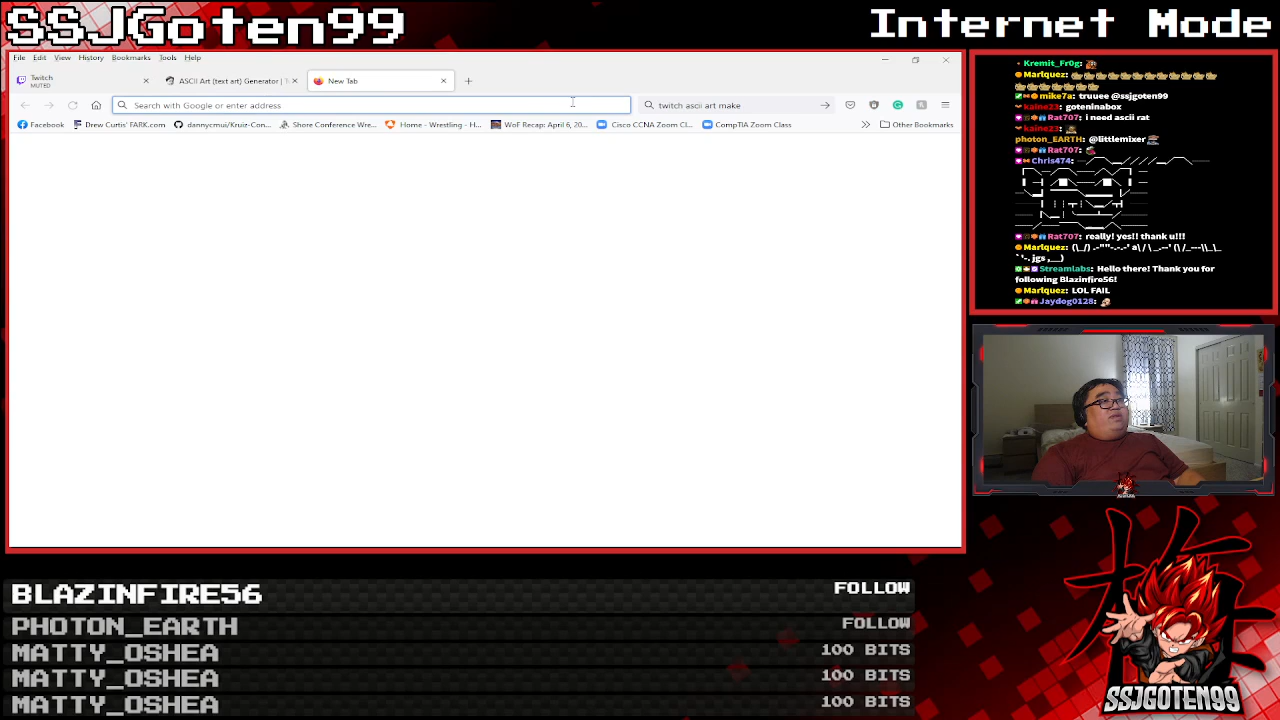 SSJGoten99
Internet Mode
File Edit View History Bookmarks Tools Help
Twitch
MUTED
ASCII Art (text art) Generator | T
New Tab
Search with Google or enter address
twitch ascii art make
Facebook
Drew Curtis' FARK.com
dannycmui/Kruiz-Con...
Shore Conference Wre...
Home - Wrestling - H...
WoF Recap: April 6, 20...
Cisco CCNA Zoom Cl...
CompTIA Zoom Class
Other Bookmarks
Kremit_Fr0g:
Marlquez:
mike7a: truuee @ssjgoten99
kaine23: goteninabox
Rat707: i need ascii rat
kaine23:
photon_EARTH: @littlemixer
Rat707:
Chris474:
Rat707: really! yes!! thank u!!!
Marlquez: (\_/) .-""-.-.-' a\ / \ _.--' (\ /_---\\_\_
` '-. jgs ,__)
Streamlabs: Hello there! Thank you for
following Blazinfire56!
Marlquez: LOL FAIL
Jaydog0128:
BLAZINFIRE56 FOLLOW
PHOTON_EARTH FOLLOW
MATTY_OSHEA 100 BITS
MATTY_OSHEA 100 BITS
MATTY_OSHEA 100 BITS
SSJGOTEN99